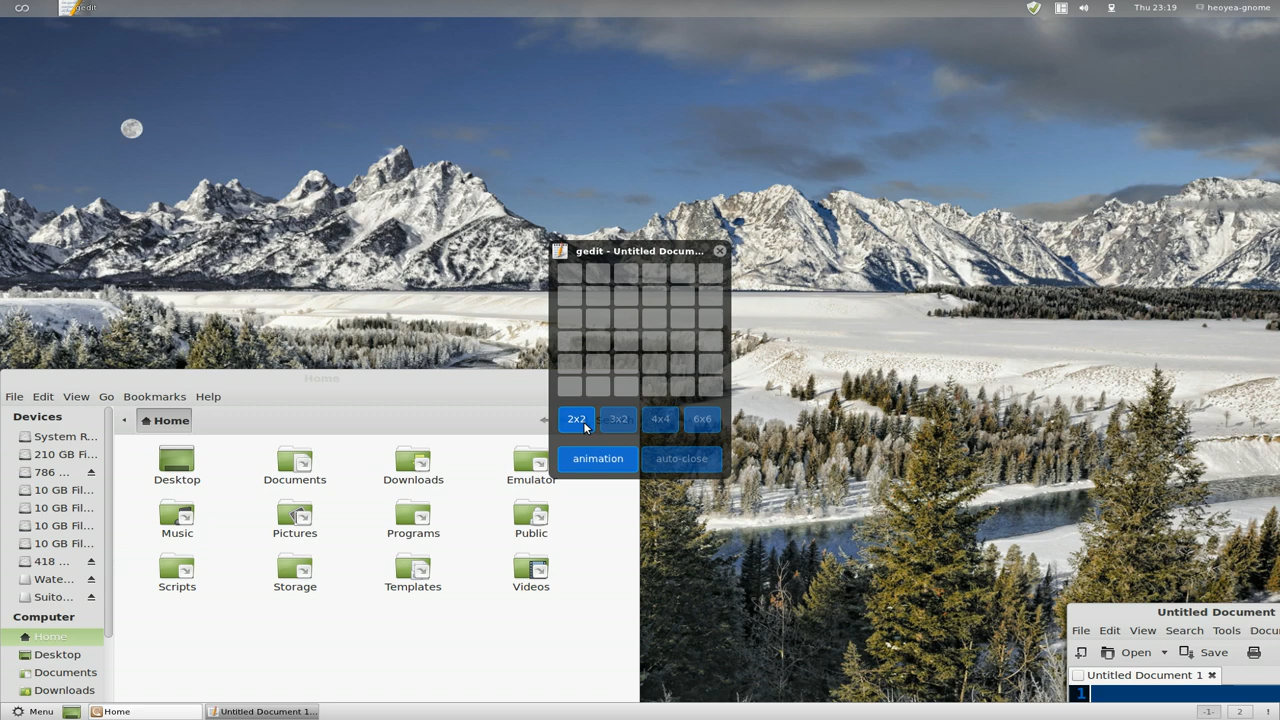 gedit
Thu 23:19
heoyea-gnome
gedit - Untitled Docum...
2x2 3x2 4x4 6x6
animation auto-close
Home
File Edit View Go Bookmarks Help
Home
Devices
System R...
210 GB Fi...
786 ...
10 GB Fil...
10 GB Fil...
10 GB Fil...
10 GB Fil...
418 ...
Wate...
Suito...
Computer
Home
Desktop
Documents
Downloads
Desktop Documents Downloads Emulator
Music Pictures Programs Public
Scripts Storage Templates Videos
Untitled Document
File Edit View Search Tools Docu
Open Save
Untitled Document 1
1
Menu Home Untitled Document 1...
-1- 2